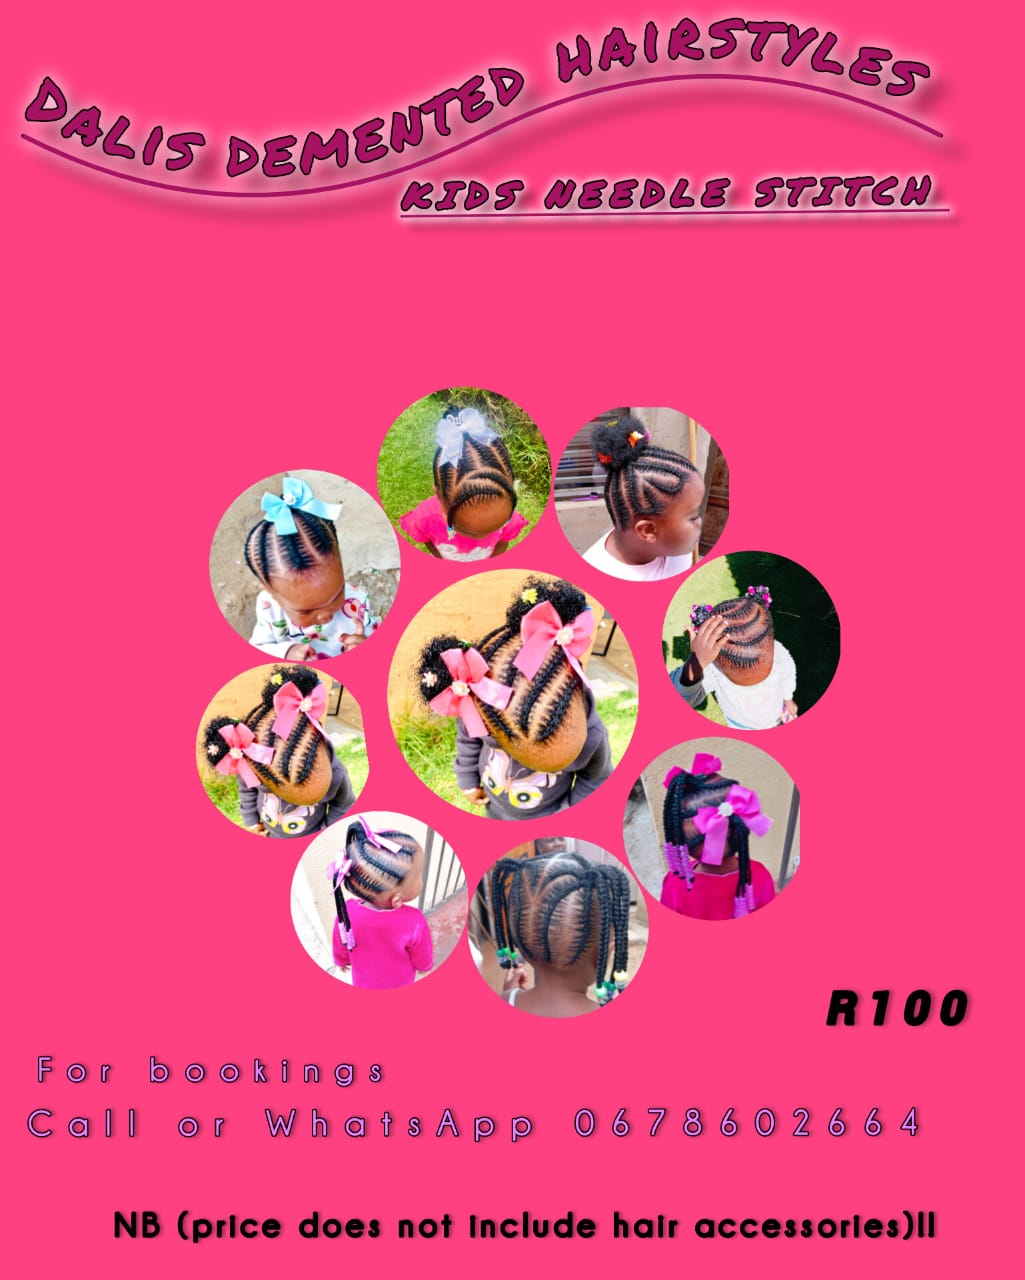 DALIS DEMENTED HAIRSTYLES
KIDS NEEDLE STITCH
R100
For bookings
Call or WhatsApp 0678602664
NB (price does not include hair accessories)!!